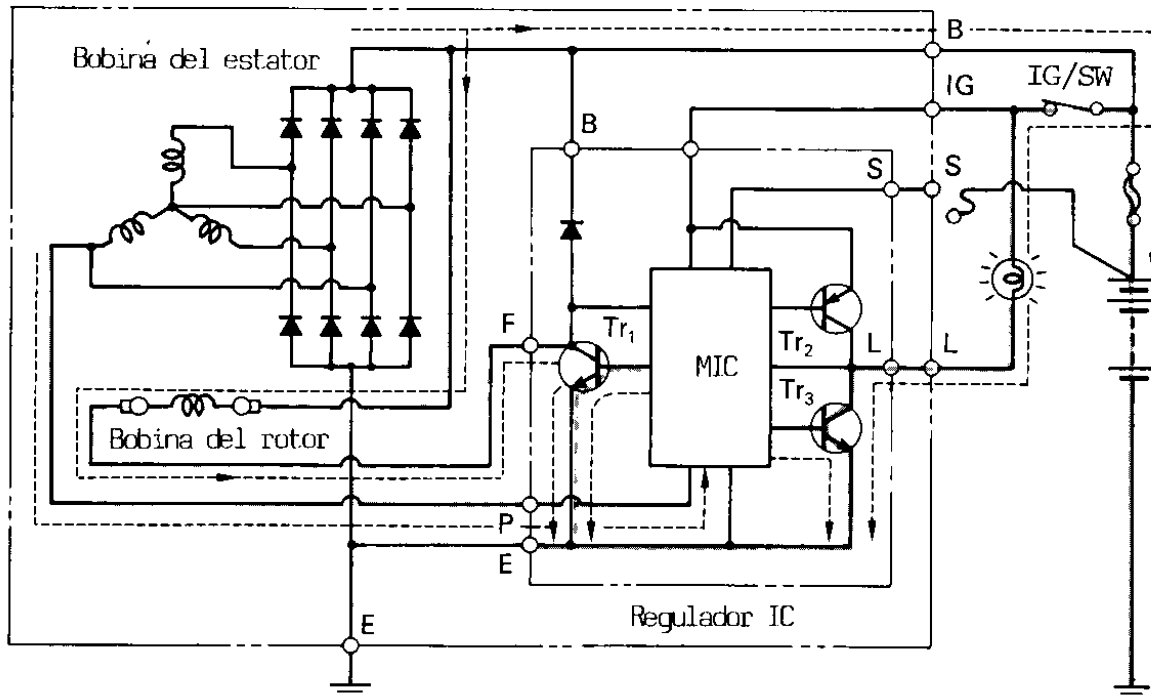 B
Bobina del estator
IG
IG/SW
B
S
S
F
Tr1
Tr2
L
L
MIC
Tr3
Bobina del rotor
P
E
Regulador IC
E